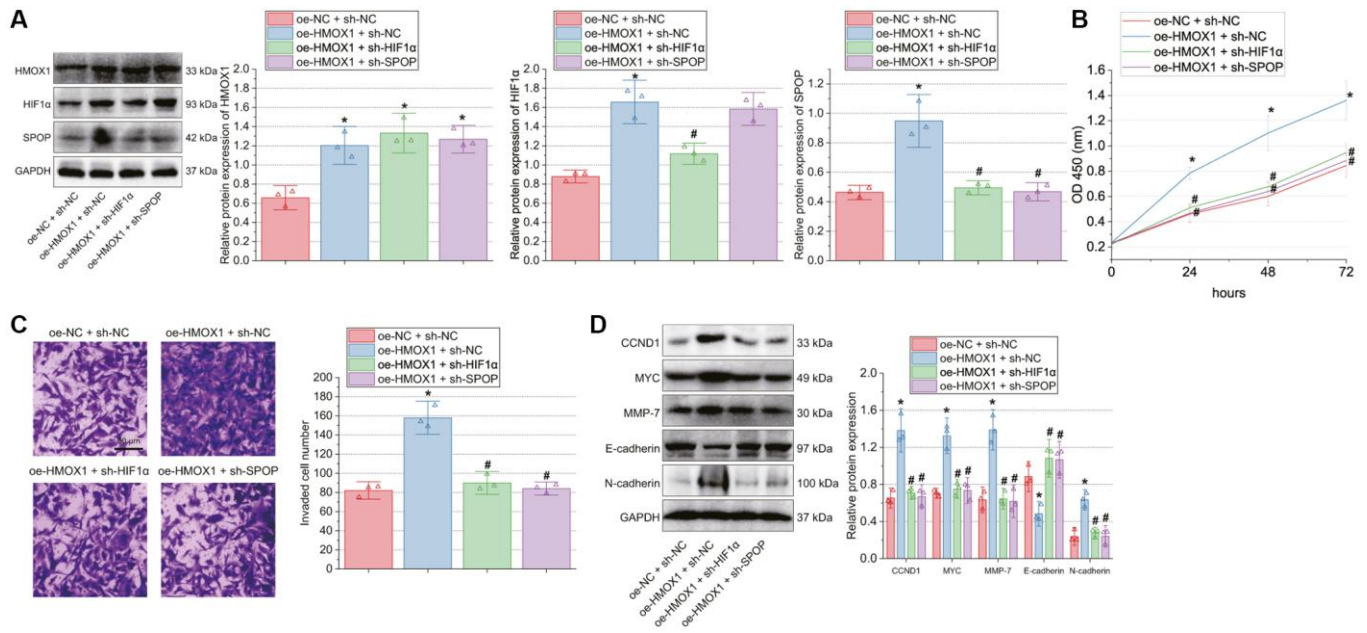 A
HMOX1
33 kDa
HIF1α
93 kDa
SPOP
42 kDa
GAPDH
37 kDa
oe-NC + sh-NC
oe-HMOX1 + sh-NC
oe-HMOX1 + sh-HIF1α
oe-HMOX1 + sh-SPOP
oe-NC + sh-NC
oe-HMOX1 + sh-NC
oe-HMOX1 + sh-HIF1α
oe-HMOX1 + sh-SPOP
Relative protein expression of HMOX1
2.0
1.8
1.6
1.4
1.2
1.0
0.8
0.6
0.4
0.2
0.0
*
*
*
oe-NC + sh-NC
oe-HMOX1 + sh-NC
oe-HMOX1 + sh-HIF1α
oe-HMOX1 + sh-SPOP
Relative protein expression of HIF1α
2.0
1.8
1.6
1.4
1.2
1.0
0.8
0.6
0.4
0.2
0.0
*
#
oe-NC + sh-NC
oe-HMOX1 + sh-NC
oe-HMOX1 + sh-HIF1α
oe-HMOX1 + sh-SPOP
Relative protein expression of SPOP
1.2
1.0
0.8
0.6
0.4
0.2
0.0
*
#
#
B
oe-NC + sh-NC
oe-HMOX1 + sh-NC
oe-HMOX1 + sh-HIF1α
oe-HMOX1 + sh-SPOP
OD 450 (nm)
1.6
1.4
1.2
1.0
0.8
0.6
0.4
0.2
*
*
*
#
#
#
#
#
#
0
24
48
72
hours
C
oe-NC + sh-NC
oe-HMOX1 + sh-NC
oe-HMOX1 + sh-HIF1α
oe-HMOX1 + sh-SPOP
oe-NC + sh-NC
oe-HMOX1 + sh-NC
oe-HMOX1 + sh-HIF1α
oe-HMOX1 + sh-SPOP
Invaded cell number
200
180
160
140
120
100
80
60
40
20
0
*
#
#
D
CCND1
33 kDa
MYC
49 kDa
MMP-7
30 kDa
E-cadherin
97 kDa
N-cadherin
100 kDa
GAPDH
37 kDa
oe-NC + sh-NC
oe-HMOX1 + sh-NC
oe-HMOX1 + sh-HIF1α
oe-HMOX1 + sh-SPOP
oe-NC + sh-NC
oe-HMOX1 + sh-NC
oe-HMOX1 + sh-HIF1α
oe-HMOX1 + sh-SPOP
Relative protein expression
2.0
1.6
1.2
0.8
0.4
0.0
*
# #
*
# #
*
# #
*
# #
*
# #
CCND1
MYC
MMP-7
E-cadherin
N-cadherin